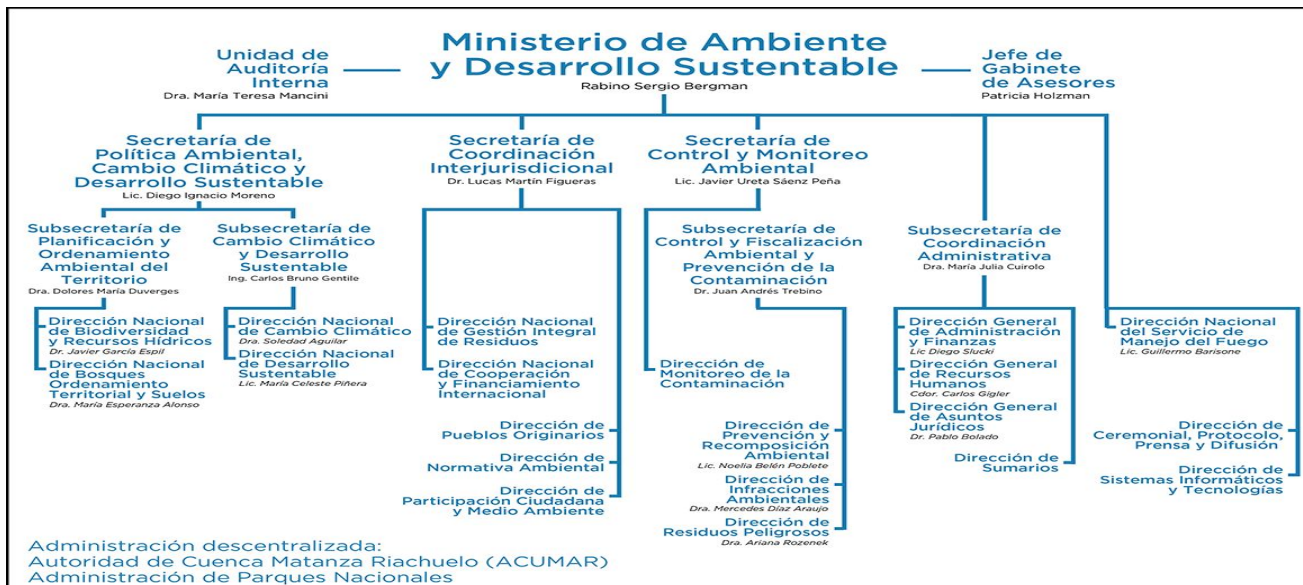 Ministerio de Ambiente
y Desarrollo Sustentable
Rabino Sergio Bergman
Unidad de
Auditoría
Interna
Dra. María Teresa Mancini
Jefe de
Gabinete
de Asesores
Patricia Holzman
Secretaría de
Política Ambiental,
Cambio Climático y
Desarrollo Sustentable
Lic. Diego Ignacio Moreno
Secretaría de
Coordinación
Interjurisdicional
Dr. Lucas Martín Figueras
Secretaría de
Control y Monitoreo
Ambiental
Lic. Javier Ureta Sáenz Peña
Subsecretaría de
Planificación y
Ordenamiento
Ambiental del
Territorio
Dra. Dolores María Duverges
Subsecretaría de
Cambio Climático
y Desarrollo
Sustentable
Ing. Carlos Bruno Gentile
Subsecretaría de
Control y Fiscalización
Ambiental y
Prevención de la
Contaminación
Dr. Juan Andrés Trebino
Subsecretaría de
Coordinación
Administrativa
Dra. María Julia Cuirolo
Dirección Nacional
de Biodiversidad
y Recursos Hídricos
Dr. Javier García Espil
Dirección Nacional
de Bosques
Ordenamiento
Territorial y Suelos
Dra. María Esperanza Alonso
Dirección Nacional
de Cambio Climático
Dra. Soledad Aguilar
Dirección Nacional
de Desarrollo
Sustentable
Lic. María Celeste Piñera
Dirección Nacional
de Gestión Integral
de Residuos
Dirección Nacional
de Cooperación
y Financiamiento
Internacional
Dirección de
Pueblos Originarios
Dirección de
Normativa Ambiental
Dirección de
Participación Ciudadana
y Medio Ambiente
Dirección de
Monitoreo de la
Contaminación
Dirección de
Prevención y
Recomposición
Ambiental
Lic. Noelia Belén Poblete
Dirección de
Infracciones
Ambientales
Dra. Mercedes Díaz Araujo
Dirección de
Residuos Peligrosos
Dra. Ariana Rozenek
Dirección General
de Administración
y Finanzas
Lic Diego Slucki
Dirección General
de Recursos
Humanos
Cdor. Carlos Gigler
Dirección General
de Asuntos
Jurídicos
Dr. Pablo Bolado
Dirección de
Sumarios
Dirección Nacional
del Servicio de
Manejo del Fuego
Lic. Guillermo Barisone
Dirección de
Ceremonial, Protocolo,
Prensa y Difusión
Dirección de
Sistemas Informáticos
y Tecnologías
Administración descentralizada:
Autoridad de Cuenca Matanza Riachuelo (ACUMAR)
Administración de Parques Nacionales